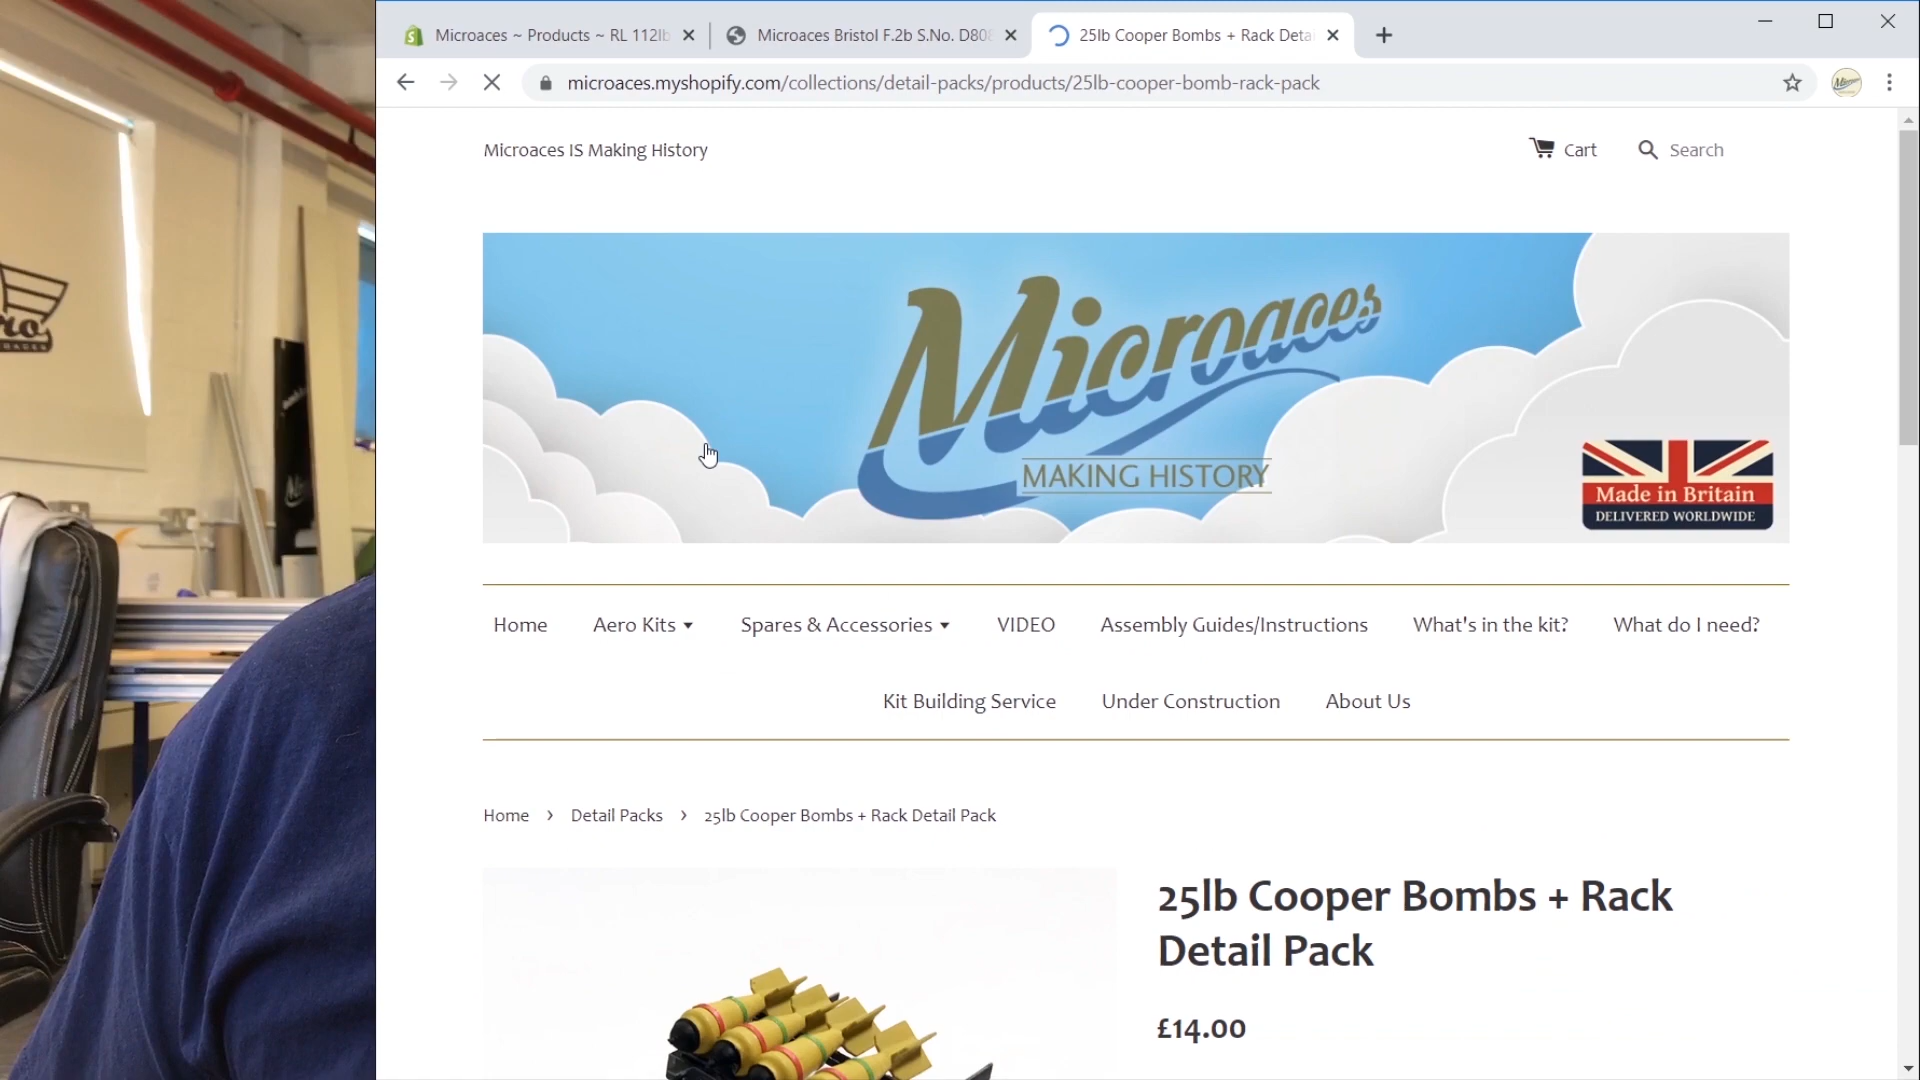 Microaces ~ Products ~ RL 112lb
Microaces Bristol F.2b S.No. D808
25lb Cooper Bombs + Rack Detai
microaces.myshopify.com/collections/detail-packs/products/25lb-cooper-bomb-rack-pack
Microaces IS Making History
Cart
Search
Microaces
MAKING HISTORY
Made in Britain
DELIVERED WORLDWIDE
Home
Aero Kits
Spares & Accessories
VIDEO
Assembly Guides/Instructions
What's in the kit?
What do I need?
Kit Building Service
Under Construction
About Us
Home › Detail Packs › 25lb Cooper Bombs + Rack Detail Pack
25lb Cooper Bombs + Rack
Detail Pack
£14.00